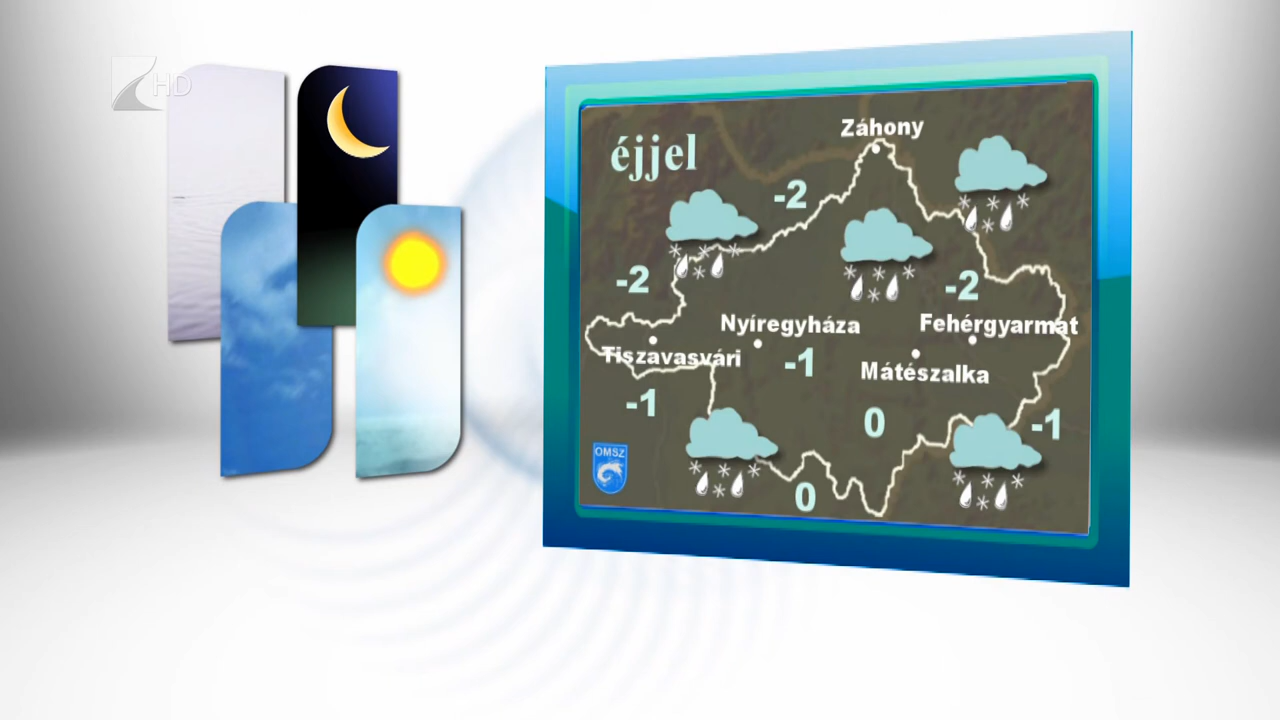 HD
éjjel
Záhony
-2
-2
-2
Nyíregyháza
Fehérgyarmat
Tiszavasvári
-1
Mátészalka
-1
0
-1
OMSZ
0